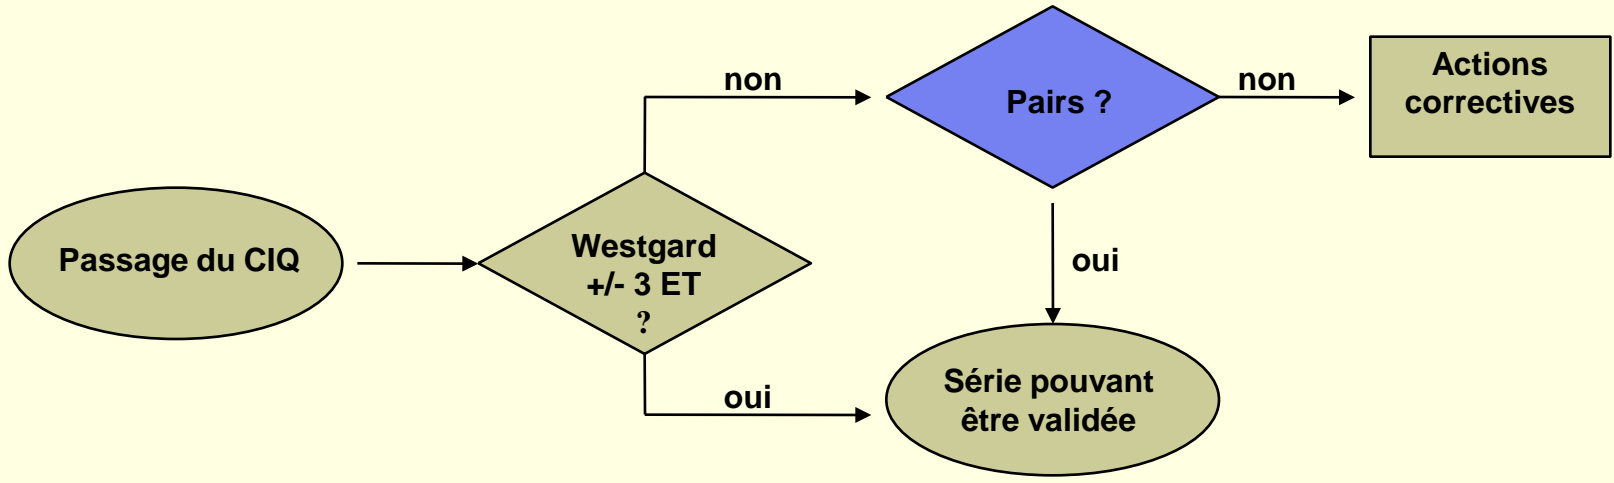 Passage du CIQ
Westgard
+/- 3 ET
?
non
Pairs ?
non
Actions
correctives
oui
oui
Série pouvant
être validée